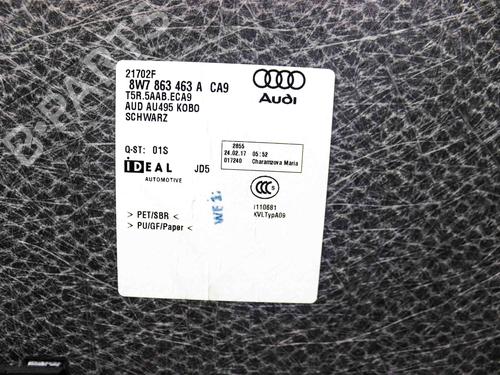 21702F
8W7 863 463 A CA9
T5R.5AAB.ECA9
AUD AU495 KOBO
SCHWARZ
Audi
Q-ST: 01S
IDEAL
AUTOMOTIVE
JD5
2855
24.02.17 05:52
017240 Charamzova Maria
CCC S
I110681
KVLTypA09
> PET/SBR <
> PU/GF/Paper <